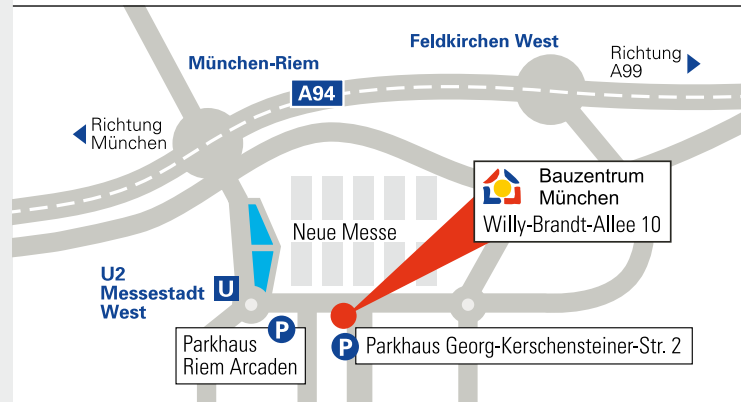 Feldkirchen West
München-Riem
Richtung
A99
A94
Richtung
München
Bauzentrum
München
Willy-Brandt-Allee 10
Neue Messe
U2
Messestadt
West
U
P
Parkhaus
Riem Arcaden
P
Parkhaus Georg-Kerschensteiner-Str. 2